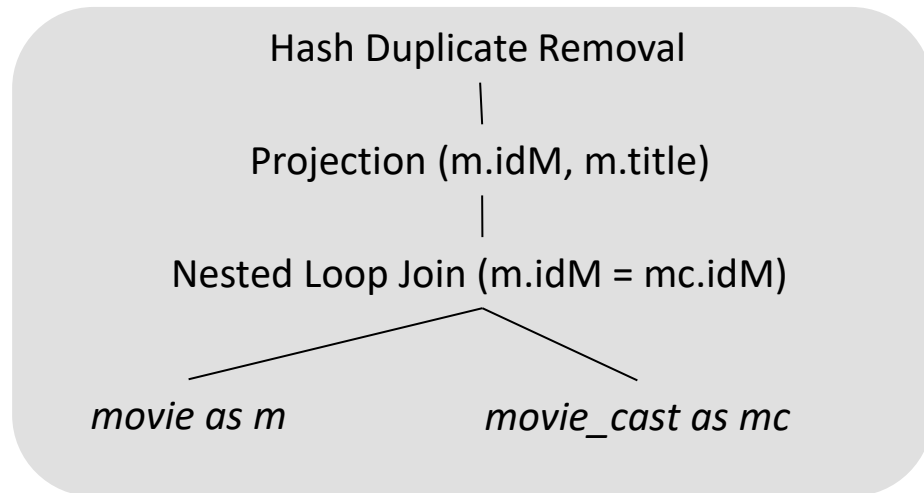 Hash Duplicate Removal
Projection (m.idM, m.title)
Nested Loop Join (m.idM = mc.idM)
movie as m
movie_cast as mc